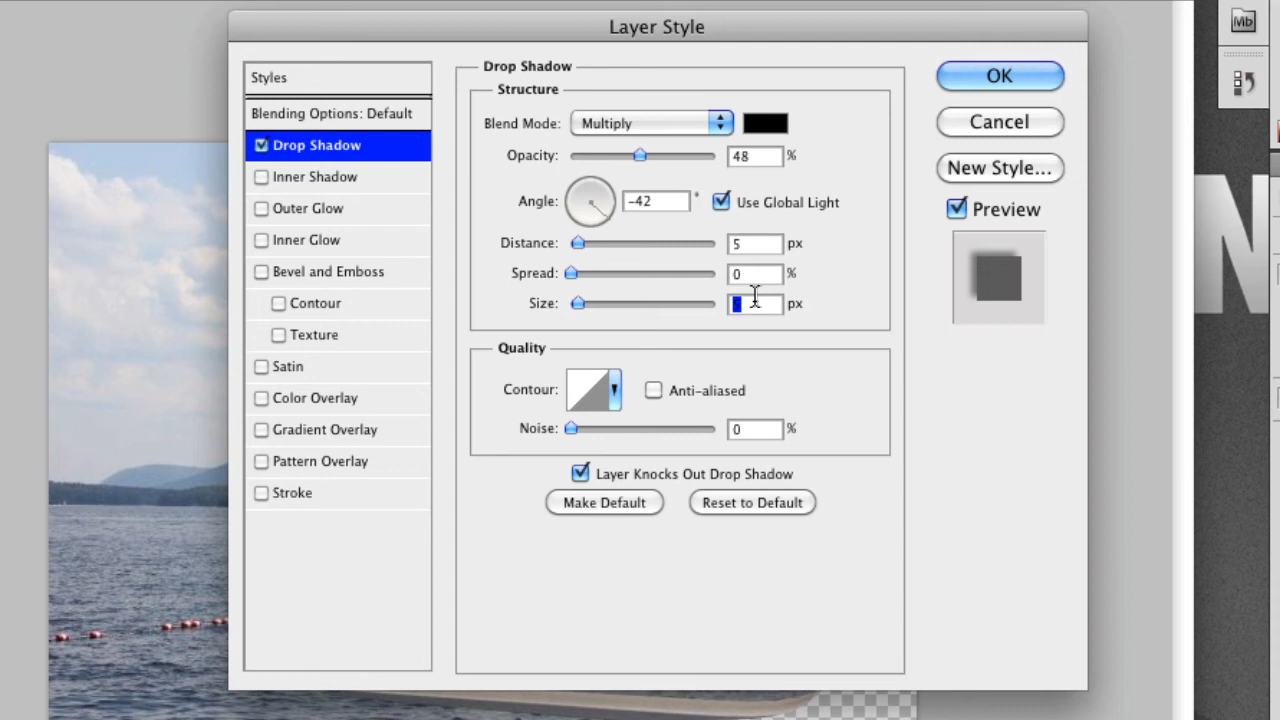 Layer Style
Mb
Styles
Blending Options: Default
Drop Shadow
Inner Shadow
Outer Glow
Inner Glow
Bevel and Emboss
Contour
Texture
Satin
Color Overlay
Gradient Overlay
Pattern Overlay
Stroke
Drop Shadow
Structure
Blend Mode: Multiply
Opacity: 48 %
Angle: -42 ° Use Global Light
Distance: 5 px
Spread: 0 %
Size: px
Quality
Contour: Anti-aliased
Noise: 0 %
Layer Knocks Out Drop Shadow
Make Default Reset to Default
OK
Cancel
New Style...
Preview
N